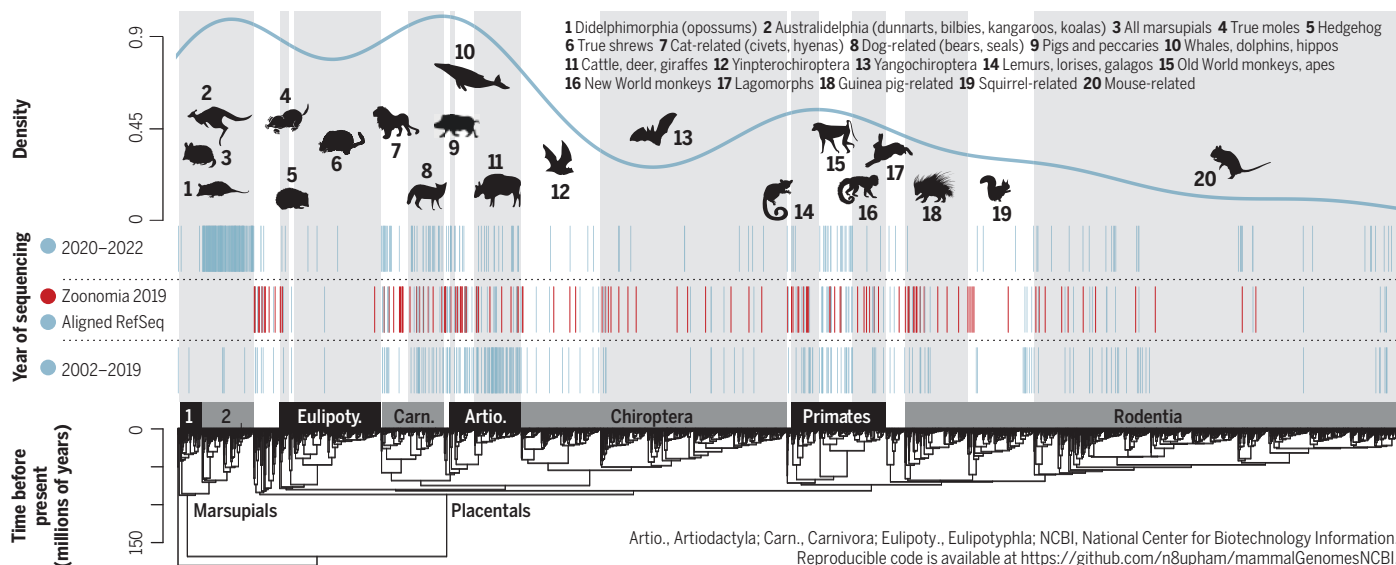 1 Didelphimorphia (opossums) 2 Australidelphia (dunnarts, bilbies, kangaroos, koalas) 3 All marsupials 4 True moles 5 Hedgehog
6 True shrews 7 Cat-related (civets, hyenas) 8 Dog-related (bears, seals) 9 Pigs and peccaries 10 Whales, dolphins, hippos
11 Cattle, deer, giraffes 12 Yinpterochiroptera 13 Yangochiroptera 14 Lemurs, lorises, galagos 15 Old World monkeys, apes
16 New World monkeys 17 Lagomorphs 18 Guinea pig-related 19 Squirrel-related 20 Mouse-related
Density
0.9
0.45
0
1
2
3
4
5
6
7
8
9
10
11
12
13
14
15
16
17
18
19
20
Year of sequencing
2020–2022
Zoonomia 2019
Aligned RefSeq
2002–2019
1
2
Eulipoty.
Carn.
Artio.
Chiroptera
Primates
Rodentia
Time before
present
(millions of years)
0
150
Marsupials
Placentals
Artio., Artiodactyla; Carn., Carnivora; Eulipoty., Eulipotyphla; NCBI, National Center for Biotechnology Information.
Reproducible code is available at https://github.com/n8upham/mammalGenomesNCBI.